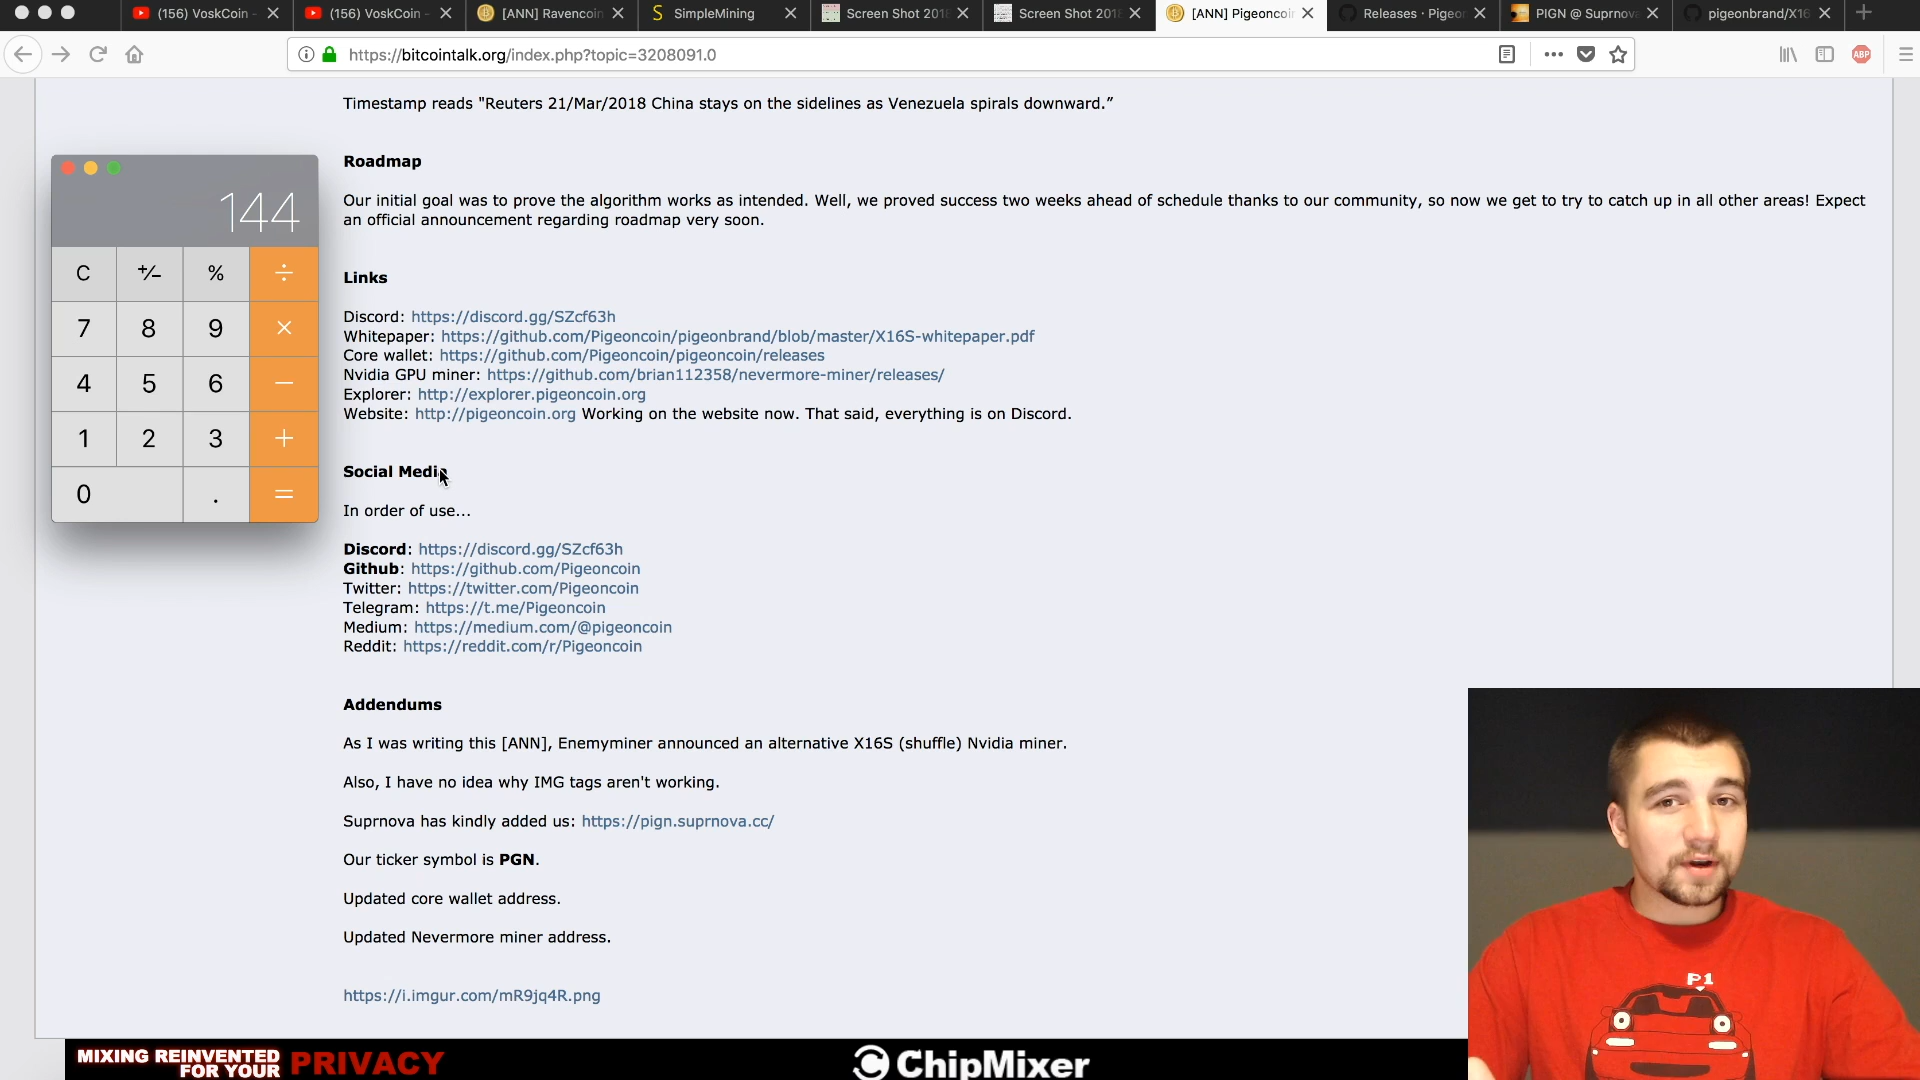 (156) VoskCoin - (156) VoskCoin - [ANN] Ravencoin SimpleMining Screen Shot 2018 Screen Shot 2018 [ANN] Pigeoncoin Releases · Pigeo PIGN @ Suprnova pigeonbrand/X16
https://bitcointalk.org/index.php?topic=3208091.0
ABP
Timestamp reads "Reuters 21/Mar/2018 China stays on the sidelines as Venezuela spirals downward.”
Roadmap
Our initial goal was to prove the algorithm works as intended. Well, we proved success two weeks ahead of schedule thanks to our community, so now we get to try to catch up in all other areas! Expect
an official announcement regarding roadmap very soon.
144
C +/− % ÷
7 8 9 ×
4 5 6 −
1 2 3 +
0 . =
Links
Discord: https://discord.gg/SZcf63h
Whitepaper: https://github.com/Pigeoncoin/pigeonbrand/blob/master/X16S-whitepaper.pdf
Core wallet: https://github.com/Pigeoncoin/pigeoncoin/releases
Nvidia GPU miner: https://github.com/brian112358/nevermore-miner/releases/
Explorer: http://explorer.pigeoncoin.org
Website: http://pigeoncoin.org Working on the website now. That said, everything is on Discord.
Social Media
In order of use...
Discord: https://discord.gg/SZcf63h
Github: https://github.com/Pigeoncoin
Twitter: https://twitter.com/Pigeoncoin
Telegram: https://t.me/Pigeoncoin
Medium: https://medium.com/@pigeoncoin
Reddit: https://reddit.com/r/Pigeoncoin
Addendums
As I was writing this [ANN], Enemyminer announced an alternative X16S (shuffle) Nvidia miner.
Also, I have no idea why IMG tags aren't working.
Suprnova has kindly added us: https://pign.suprnova.cc/
Our ticker symbol is PGN.
Updated core wallet address.
Updated Nevermore miner address.
https://i.imgur.com/mR9jq4R.png
P1
MIXING REINVENTED
FOR YOUR PRIVACY
ChipMixer